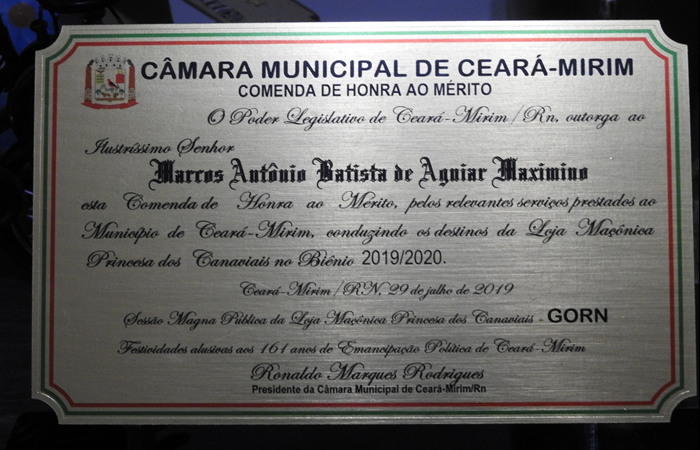 CÂMARA MUNICIPAL DE CEARÁ-MIRIM
COMENDA DE HONRA AO MÉRITO
O Poder Legislativo de Ceará-Mirim/Rn, outorga ao
Ilustríssimo Senhor
Marcos Antônio Batista de Aguiar Maximino
esta Comenda de Honra ao Mérito, pelos relevantes serviços prestados ao
Município de Ceará-Mirim, conduzindo os destinos da Loja Maçônica
Princesa dos Canaviais no Biênio 2019/2020.
Ceará-Mirim/RN, 29 de julho de 2019
Sessão Magna Pública da Loja Maçônica Princesa dos Canaviais - GORN
Festividades alusivas aos 161 anos de Emancipação Política de Ceará-Mirim
Ronaldo Marques Rodrigues
Presidente da Câmara Municipal de Ceará-Mirim/Rn